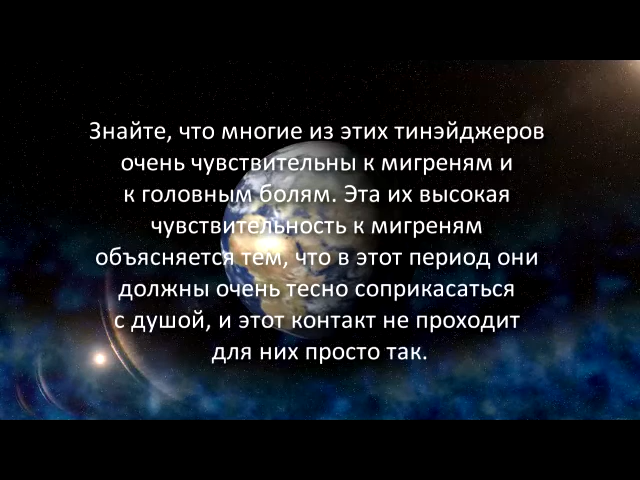 Знайте, что многие из этих тинэйджеров
очень чувствительны к мигреням и
к головным болям. Эта их высокая
чувствительность к мигреням
объясняется тем, что в этот период они
должны очень тесно соприкасаться
с душой, и этот контакт не проходит
для них просто так.